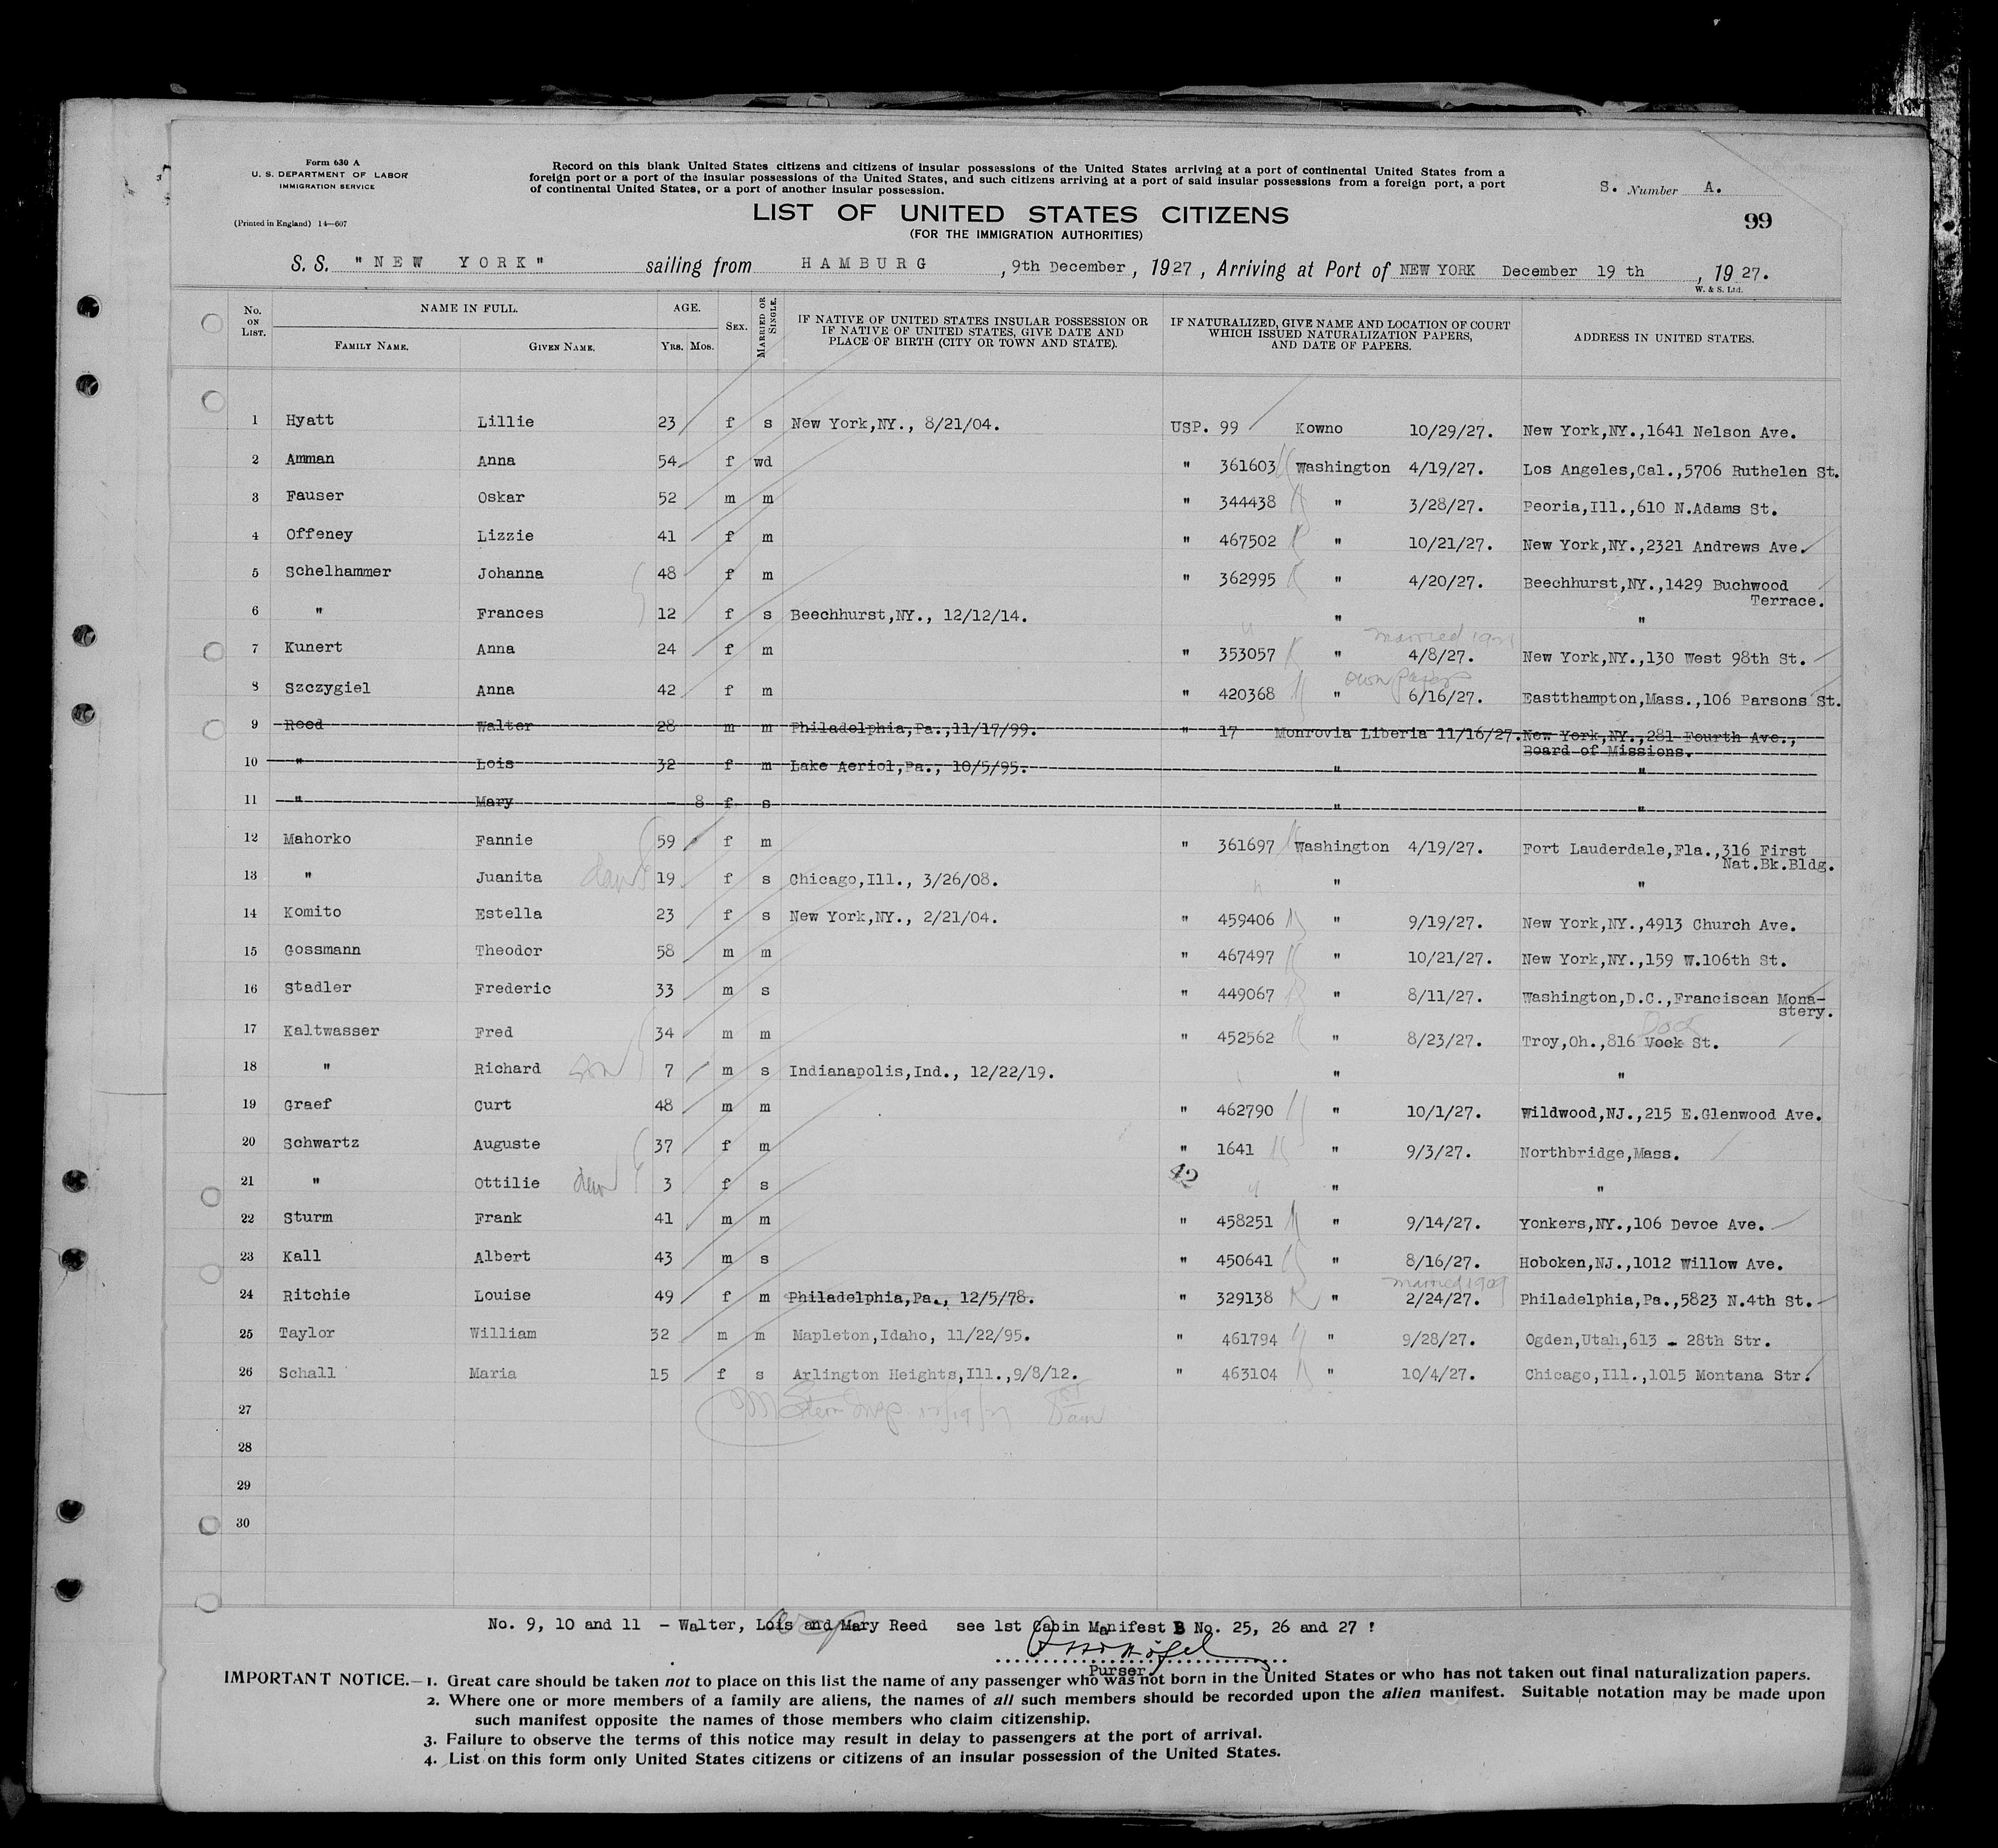 Form 630 A
U. S. DEPARTMENT OF LABOR
IMMIGRATION SERVICE
(Printed in England) 14—607
Record on this blank United States citizens and citizens of insular possessions of the United States arriving at a port of continental United States from a
foreign port or a port of the insular possessions of the United States, and such citizens arriving at a port of said insular possessions from a foreign port, a port
of continental United States, or a port of another insular possession.
S. Number A.
LIST OF UNITED STATES CITIZENS
(FOR THE IMMIGRATION AUTHORITIES)
99
S. S. "NEW YORK" sailing from HAMBURG, 9th December, 1927, Arriving at Port of NEW YORK December 19 th, 1927.
W. & S. Ltd.
No. ON LIST.
NAME IN FULL.
FAMILY NAME. GIVEN NAME.
AGE.
YRS. MOS.
SEX.
MARRIED OR SINGLE.
IF NATIVE OF UNITED STATES INSULAR POSSESSION OR
IF NATIVE OF UNITED STATES, GIVE DATE AND
PLACE OF BIRTH (CITY OR TOWN AND STATE).
IF NATURALIZED, GIVE NAME AND LOCATION OF COURT
WHICH ISSUED NATURALIZATION PAPERS,
AND DATE OF PAPERS.
ADDRESS IN UNITED STATES.
1 Hyatt Lillie 23 f s New York,NY., 8/21/04. USP. 99 Kowno 10/29/27. New York,NY.,1641 Nelson Ave.
2 Amman Anna 54 f wd " 361603 Washington 4/19/27. Los Angeles,Cal.,5706 Ruthelen St.
3 Fauser Oskar 52 m m " 344438 " 3/28/27. Peoria,Ill.,610 N.Adams St.
4 Offeney Lizzie 41 f m " 467502 " 10/21/27. New York,NY.,2321 Andrews Ave.
5 Schelhammer Johanna 48 f m " 362995 " 4/20/27. Beechhurst,NY.,1429 Buchwood
Terrace.
6 " Frances 12 f s Beechhurst,NY., 12/12/14. " "
married 1921
7 Kunert Anna 24 f m " 353057 " 4/8/27. New York,NY.,130 West 98th St.
own papers
8 Szczygiel Anna 42 f m " 420368 " 6/16/27. Eastthampton,Mass.,106 Parsons St.
9 Reed Walter 28 m m Philadelphia,Pa.,11/17/99. " 17 Monrovia Liberia 11/16/27. New York,NY.,281 Fourth Ave.,
Board of Missions.
10 " Lois 32 f m Lake Aeriol,Pa., 10/5/95. " "
11 " Mary - 8 f s " "
12 Mahorko Fannie 59 f m " 361697 Washington 4/19/27. Fort Lauderdale,Fla.,316 First
Nat.Bk.Bldg.
13 " Juanita dau 19 f s Chicago,Ill., 3/26/08. " " "
14 Komito Estella 23 f s New York,NY., 2/21/04. " 459406 " 9/19/27. New York,NY.,4913 Church Ave.
15 Gossmann Theodor 58 m m " 467497 " 10/21/27. New York,NY.,159 W.106th St.
16 Stadler Frederic 33 m s " 449067 " 8/11/27. Washington,D.C.,Franciscan Mona-
stery.
17 Kaltwasser Fred 34 m m " 452562 " 8/23/27. Troy,Oh.,816 Vock St.
18 " Richard son 7 m s Indianapolis,Ind., 12/22/19. " "
19 Graef Curt 48 m m " 462790 " 10/1/27. Wildwood,NJ.,215 E.Glenwood Ave.
20 Schwartz Auguste 37 f m " 1641 " 9/3/27. Northbridge,Mass.
21 " Ottilie dau 3 f s 42 " " "
22 Sturm Frank 41 m m " 458251 " 9/14/27. Yonkers,NY.,106 Devoe Ave.
23 Kall Albert 43 m s " 450641 " 8/16/27. Hoboken,NJ.,1012 Willow Ave.
married 1909
24 Ritchie Louise 49 f m Philadelphia,Pa., 12/5/78. " 329138 " 2/24/27. Philadelphia,Pa.,5823 N.4th St.
25 Taylor William 32 m m Mapleton,Idaho, 11/22/95. " 461794 " 9/28/27. Ogden,Utah,613 - 28th Str.
26 Schall Maria 15 f s Arlington Heights,Ill.,9/8/12. " 463104 " 10/4/27. Chicago,Ill.,1015 Montana Str.
27 12/19/27
28
29
30
No. 9, 10 and 11 - Walter, Lois and Mary Reed see 1st Cabin Manifest B No. 25, 26 and 27 !
Purser
IMPORTANT NOTICE.—1. Great care should be taken not to place on this list the name of any passenger who was not born in the United States or who has not taken out final naturalization papers.
2. Where one or more members of a family are aliens, the names of all such members should be recorded upon the alien manifest. Suitable notation may be made upon
such manifest opposite the names of those members who claim citizenship.
3. Failure to observe the terms of this notice may result in delay to passengers at the port of arrival.
4. List on this form only United States citizens or citizens of an insular possession of the United States.